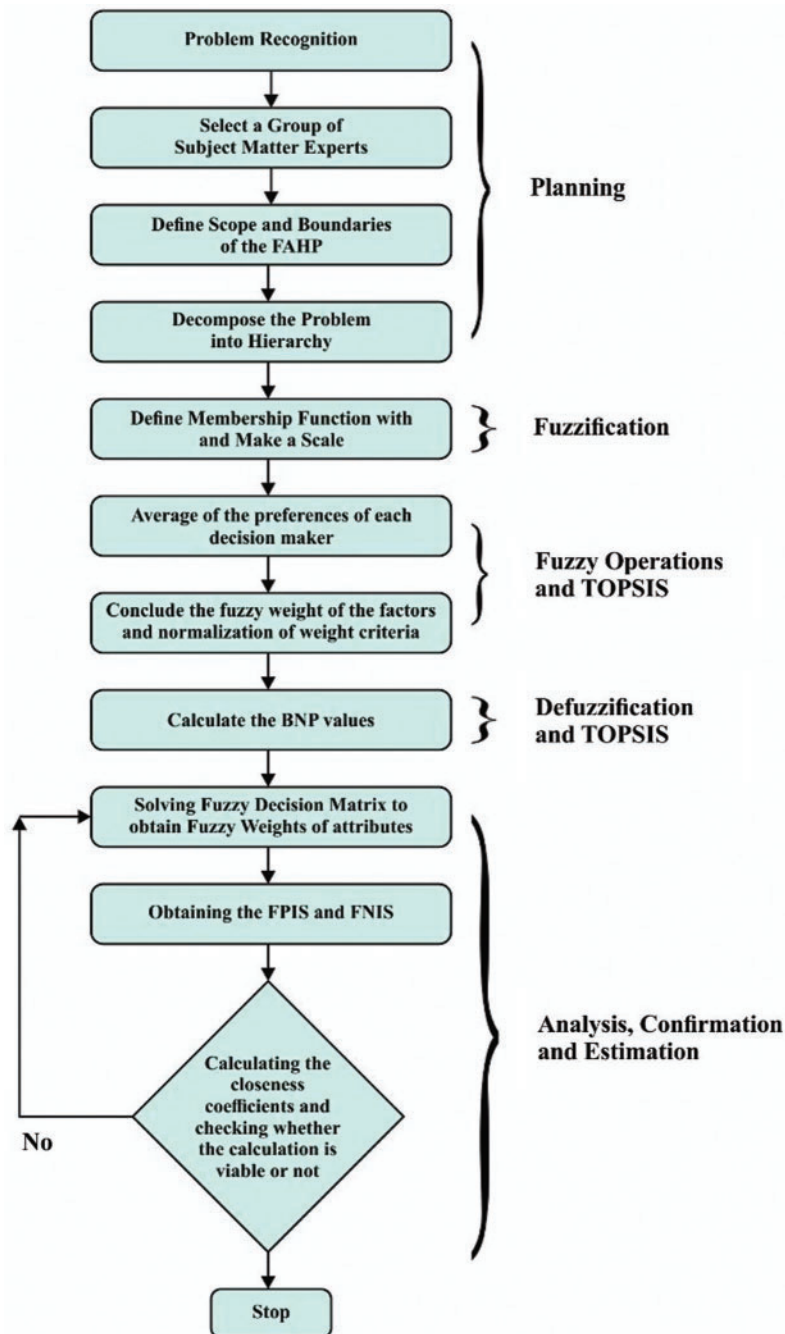 Problem Recognition
Select a Group of
Subject Matter Experts
Define Scope and Boundaries
of the FAHP
Decompose the Problem
into Hierarchy
Planning
Define Membership Function with
and Make a Scale
Fuzzification
Average of the preferences of each
decision maker
Conclude the fuzzy weight of the factors
and normalization of weight criteria
Fuzzy Operations
and TOPSIS
Calculate the BNP values
Defuzzification
and TOPSIS
Solving Fuzzy Decision Matrix to
obtain Fuzzy Weights of attributes
Obtaining the FPIS and FNIS
Calculating the
closeness
coefficients and
checking whether
the calculation is
viable or not
No
Analysis, Confirmation
and Estimation
Stop